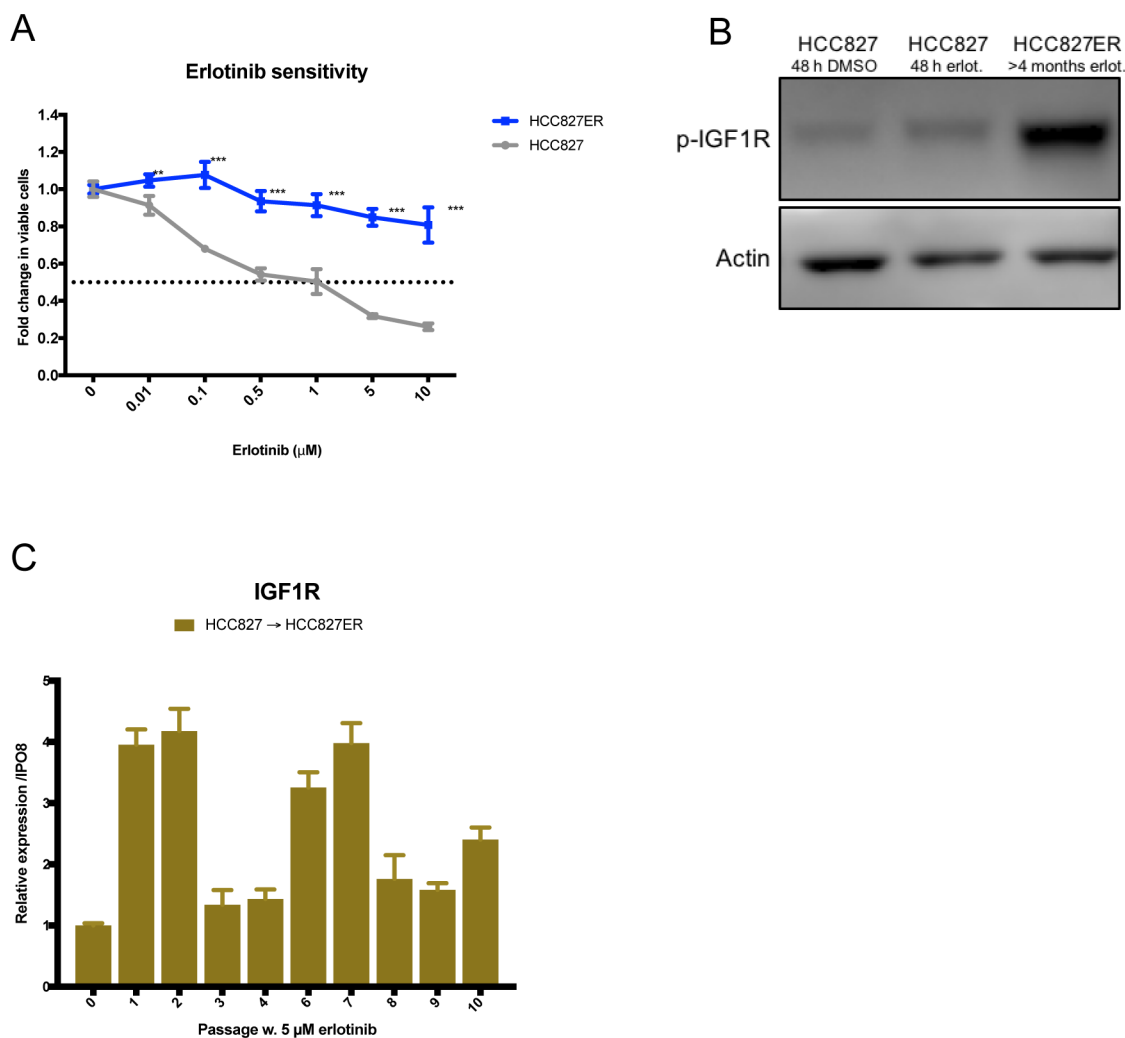 A
Erlotinib sensitivity
1.4
1.2
1.0
0.8
0.6
0.4
0.2
0.0
Fold change in viable cells
** *** *** *** *** ***
0 0.01 0.1 0.5 1 5 10
Erlotinib (µM)
HCC827ER
HCC827
B
HCC827 HCC827 HCC827ER
48 h DMSO 48 h erlot. >4 months erlot.
p-IGF1R
Actin
C
IGF1R
HCC827 → HCC827ER
5
4
3
2
1
0
Relative expression /IPO8
0 1 2 3 4 6 7 8 9 10
Passage w. 5 µM erlotinib